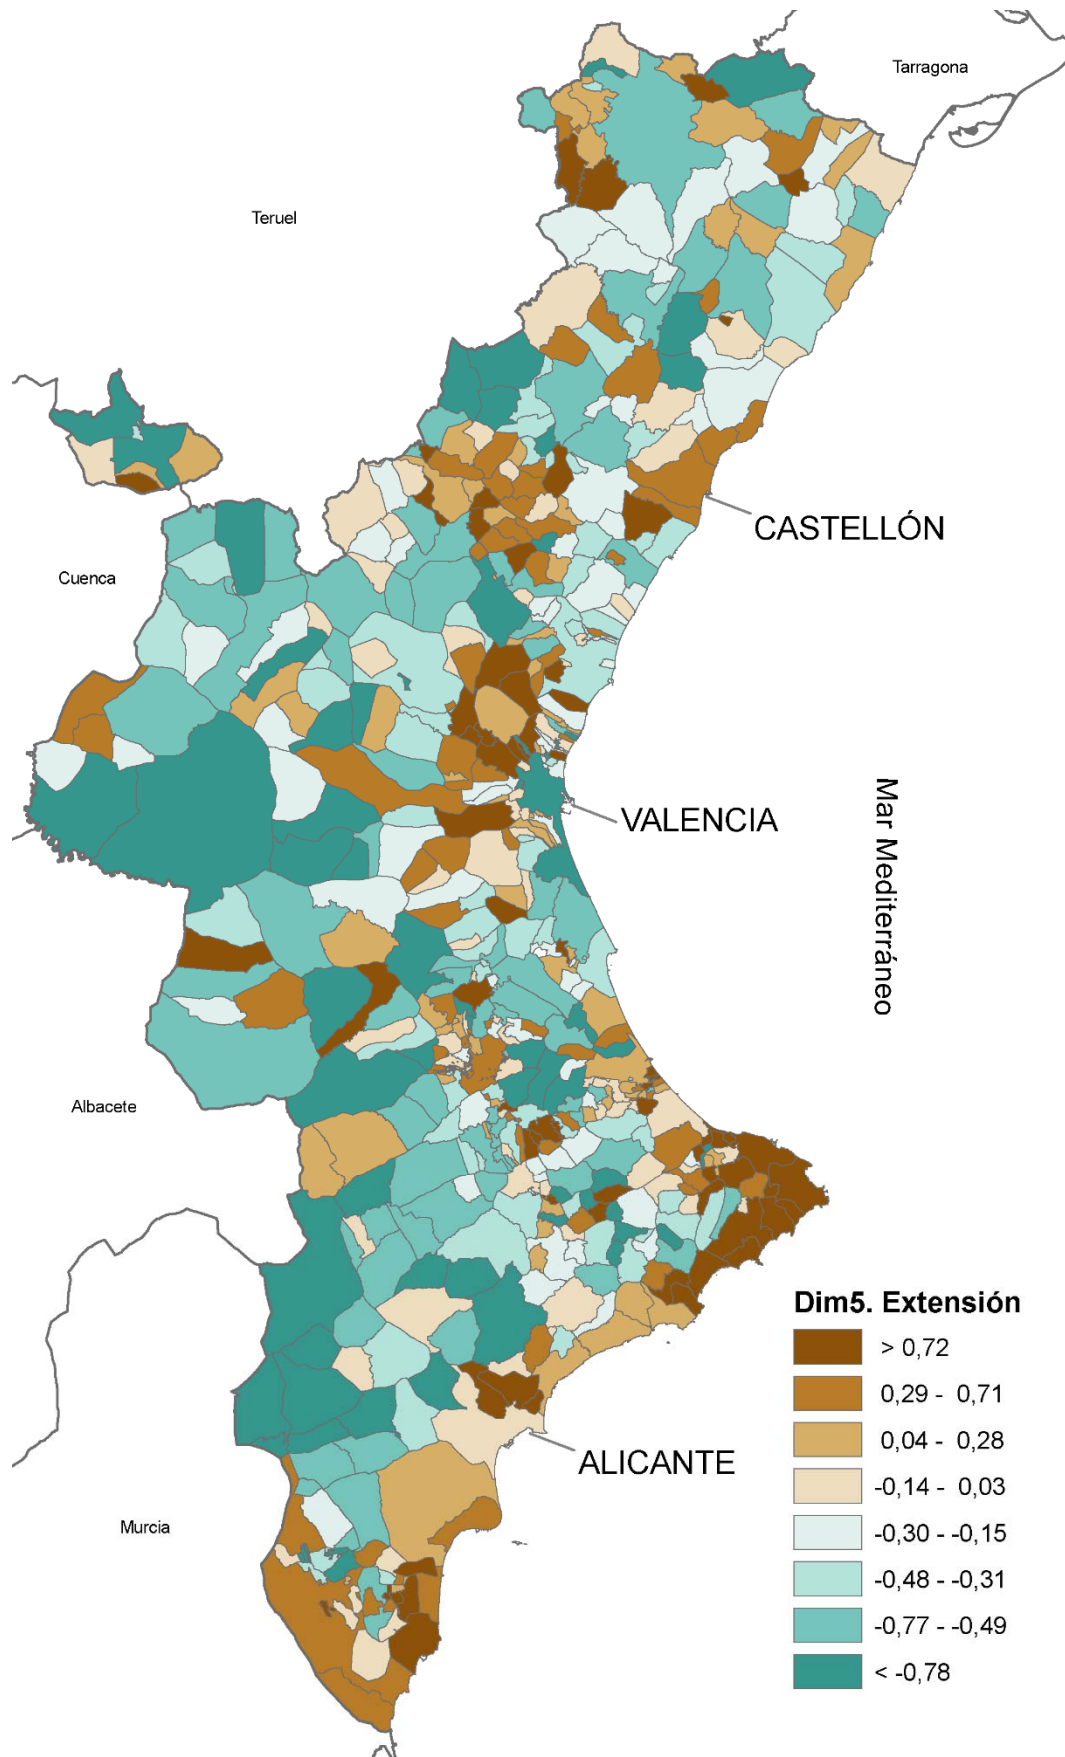 Tarragona
Teruel
CASTELLÓN
Cuenca
VALENCIA
Mar Mediterráneo
Albacete
Dim5. Extensión
> 0,72
0,29 - 0,71
0,04 - 0,28
-0,14 - 0,03
-0,30 - -0,15
-0,48 - -0,31
-0,77 - -0,49
< -0,78
ALICANTE
Murcia